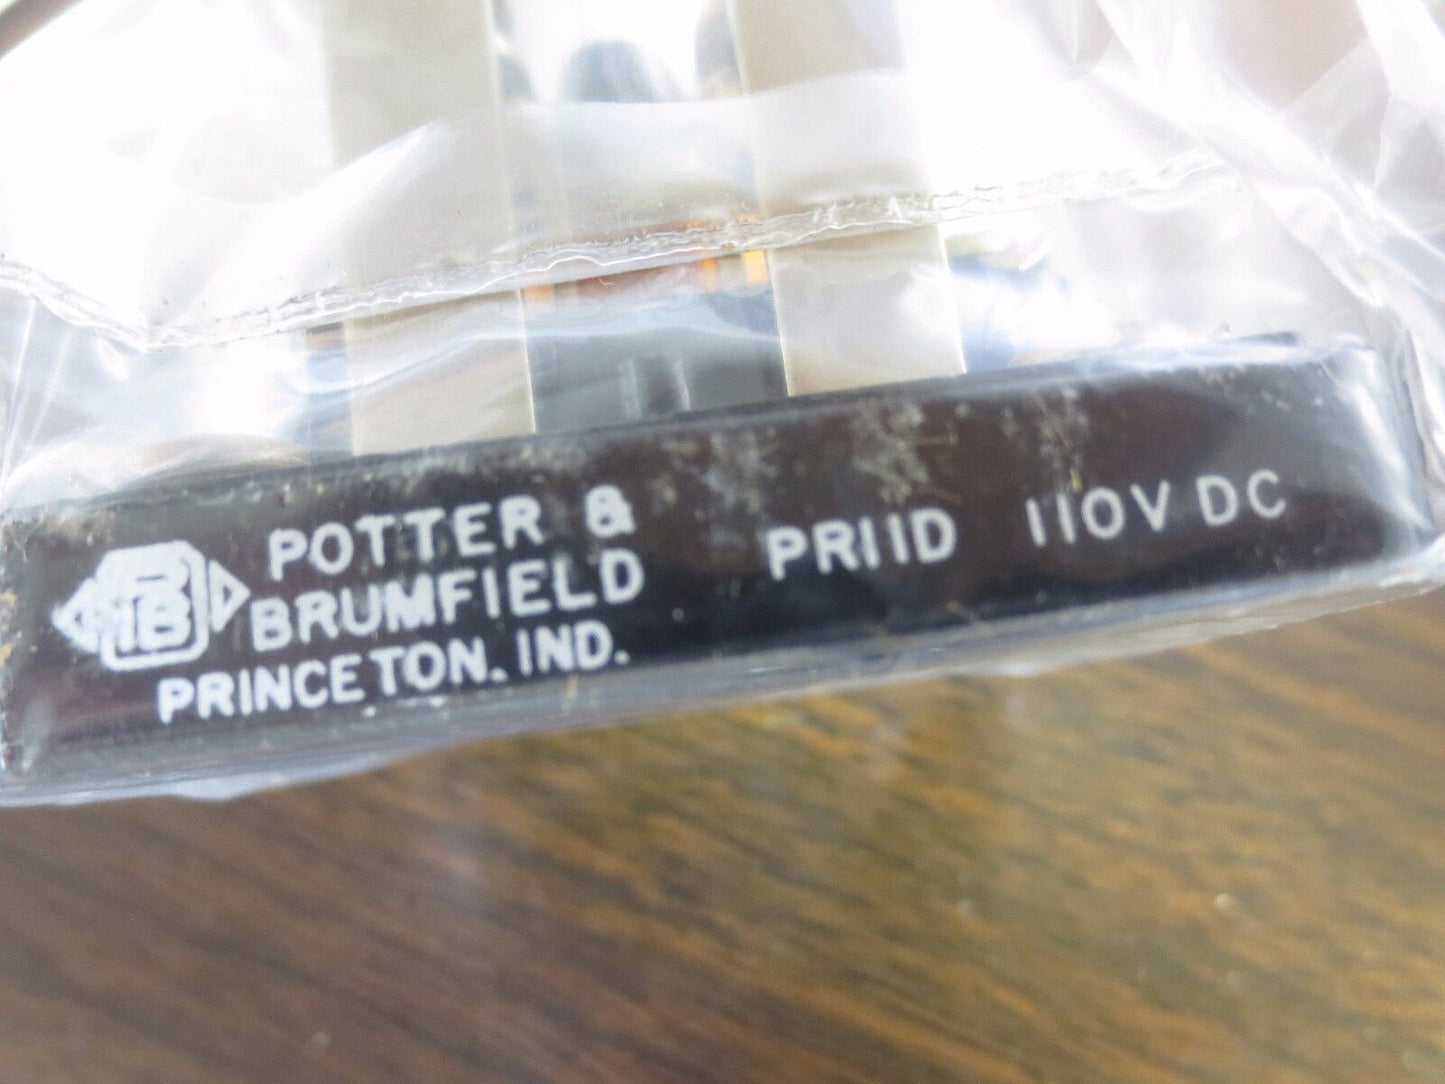 POTTER &
BRUMFIELD
PRINCETON. IND.
PR11D 110V DC